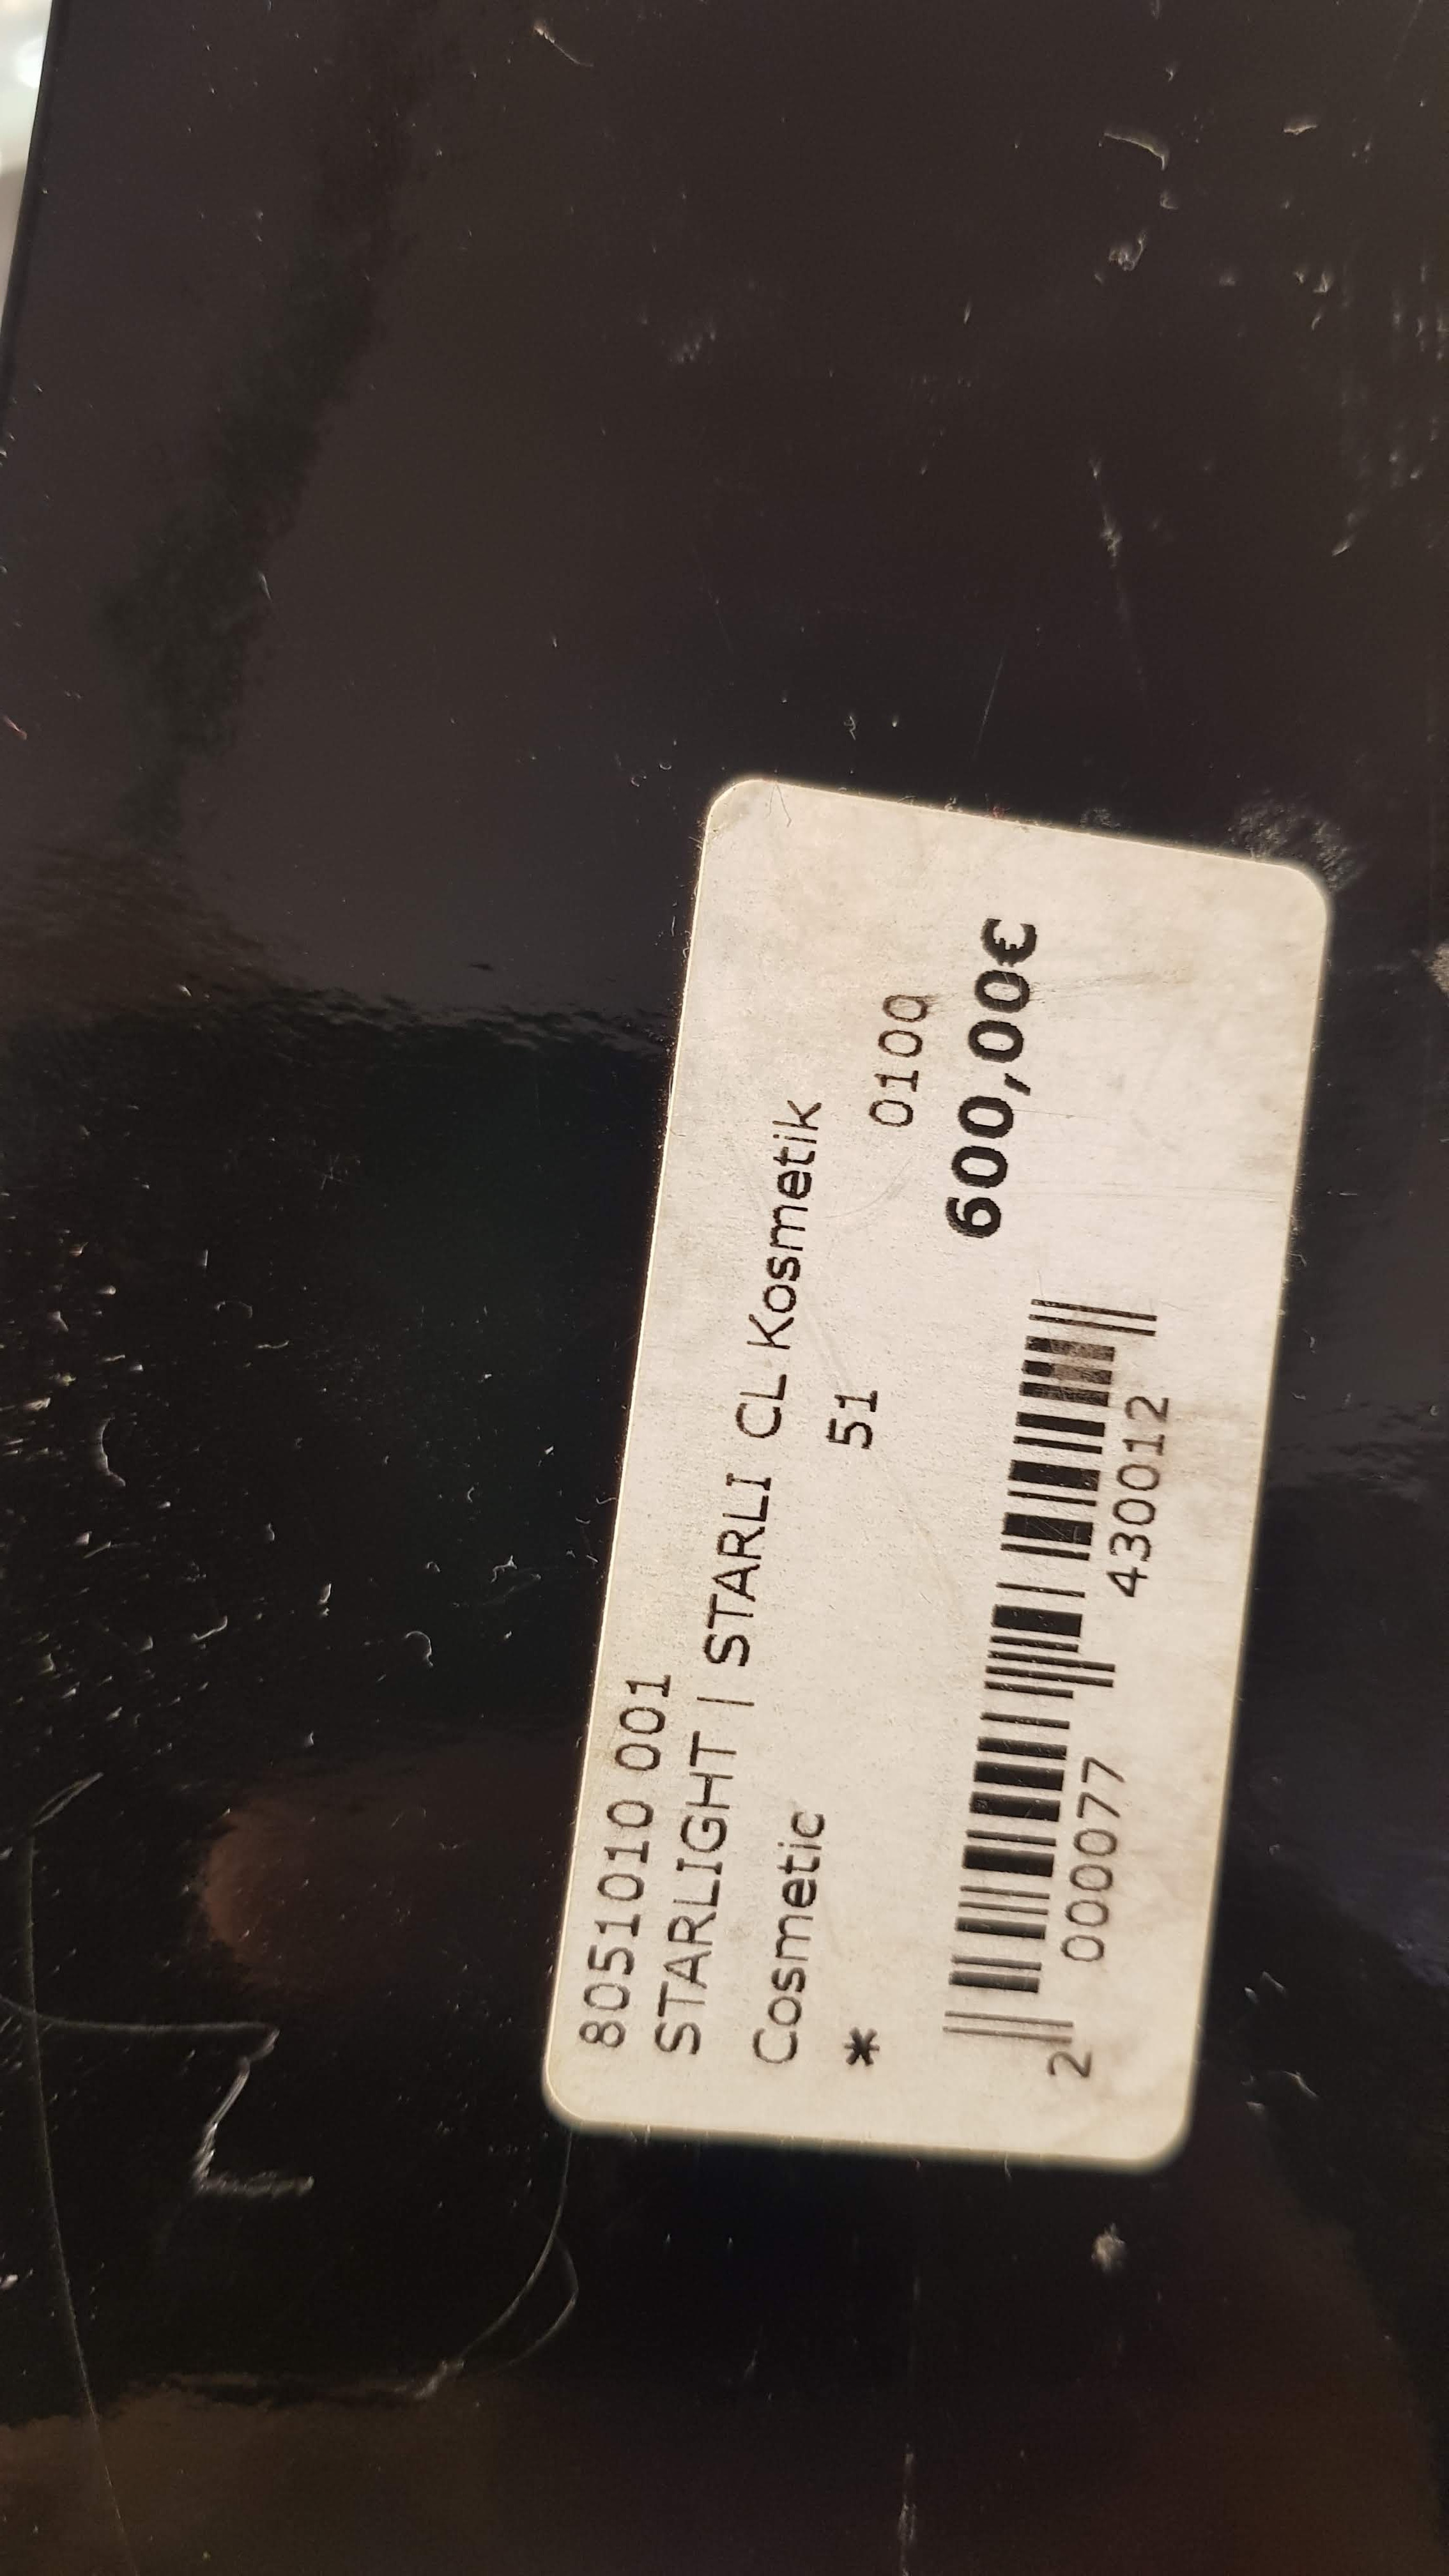 8051010 001
STARLIGHT | STARLI CL Kosmetik
Cosmetic 51
* 0100
600,00€
2 000077 430012